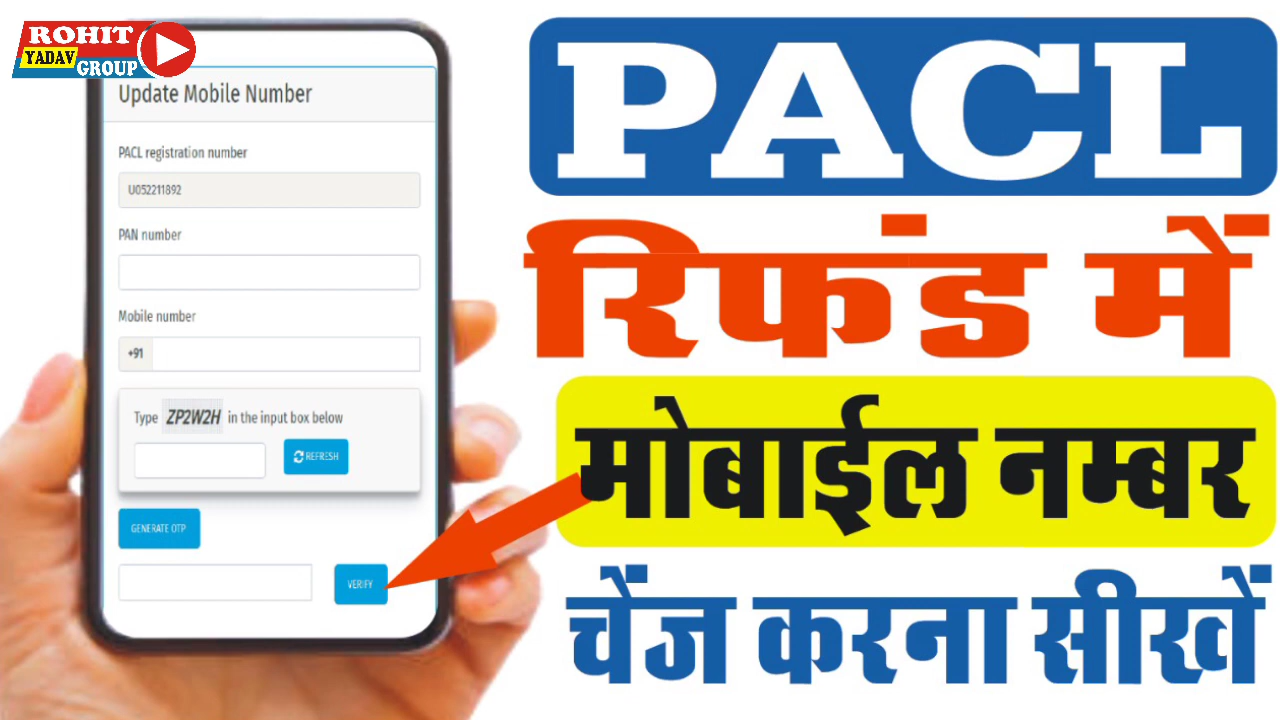 ROHIT
YADAV
GROUP
Update Mobile Number
PACL registration number
U052211892
PAN number
Mobile number
+91
Type ZP2W2H in the input box below
REFRESH
GENERATE OTP
VERIFY
PACL
रिफंड में
मोबाईल नम्बर
चेंज करना सीखें